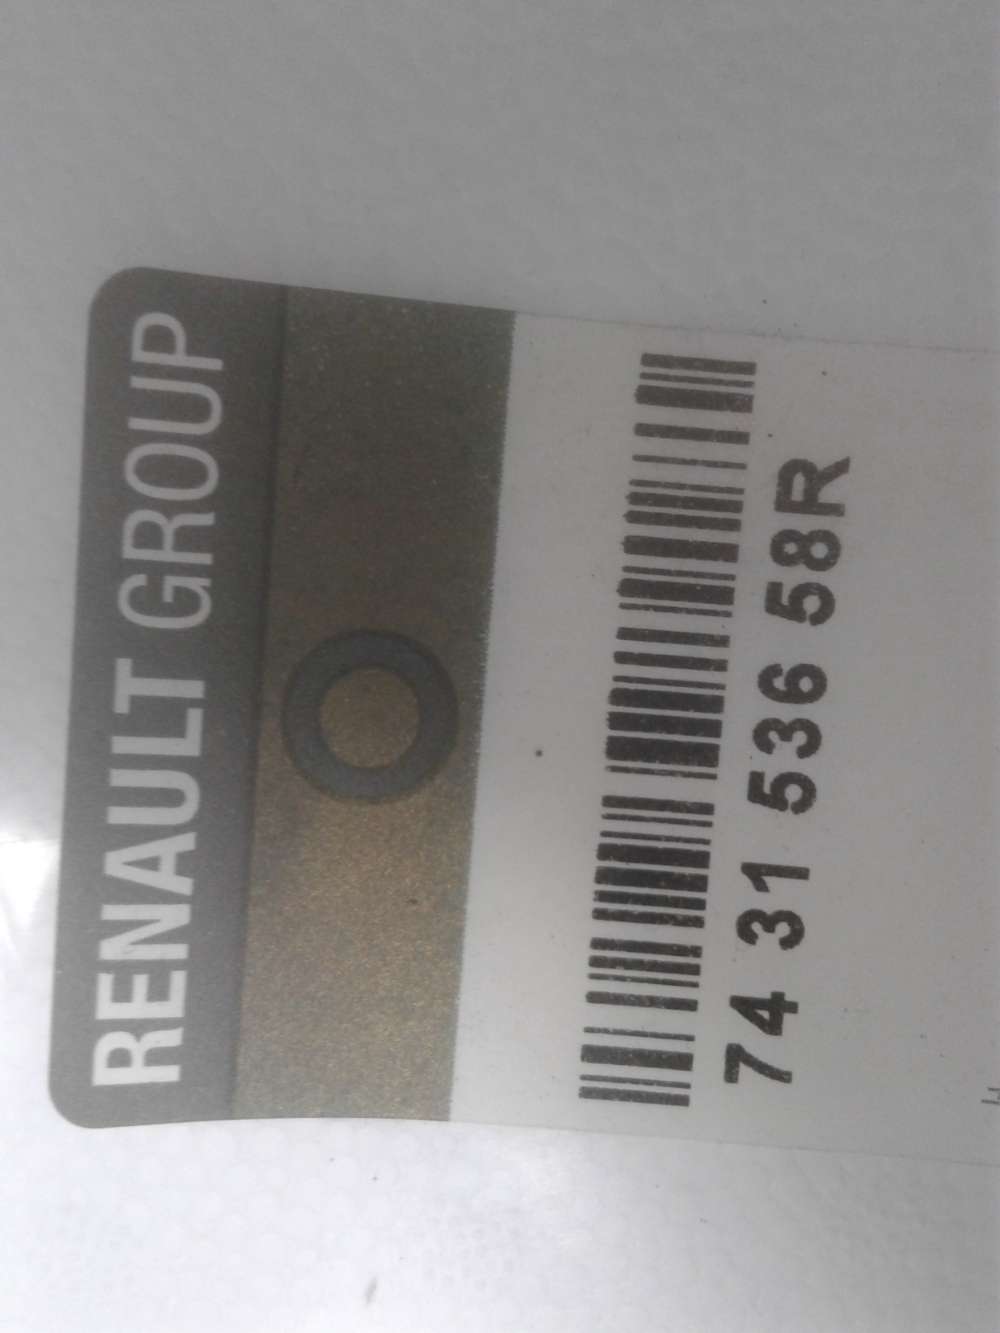 RENAULT GROUP
74 31 536 58R